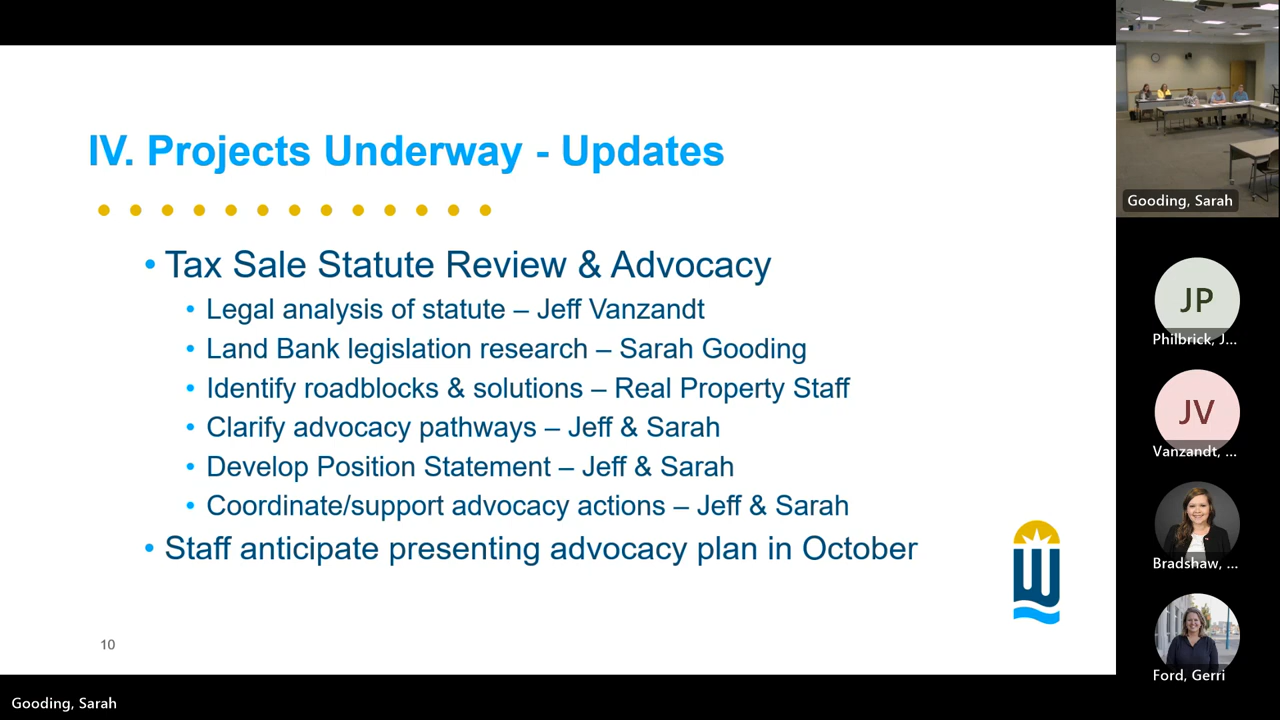 IV. Projects Underway - Updates
• Tax Sale Statute Review & Advocacy
• Legal analysis of statute – Jeff Vanzandt
• Land Bank legislation research – Sarah Gooding
• Identify roadblocks & solutions – Real Property Staff
• Clarify advocacy pathways – Jeff & Sarah
• Develop Position Statement – Jeff & Sarah
• Coordinate/support advocacy actions – Jeff & Sarah
• Staff anticipate presenting advocacy plan in October
10
W
Gooding, Sarah
Gooding, Sarah
JP
Philbrick, J...
JV
Vanzandt, ...
Bradshaw, ...
Ford, Gerri